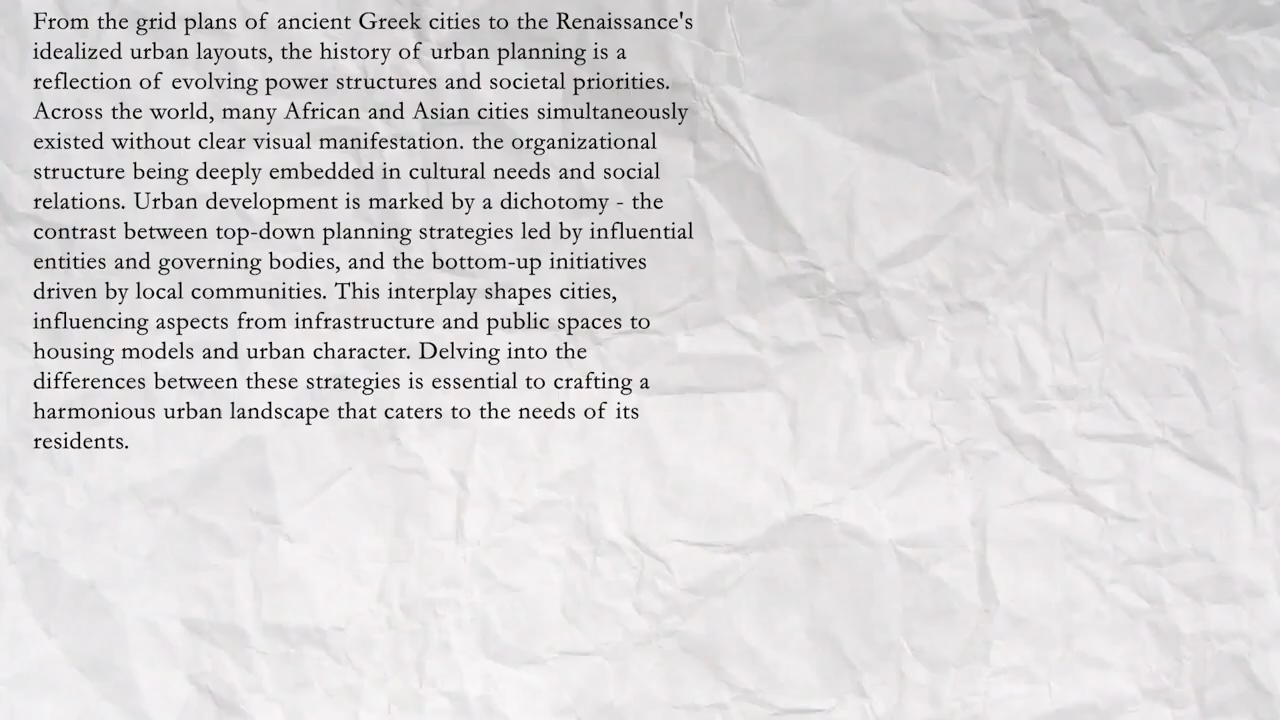 From the grid plans of ancient Greek cities to the Renaissance's
idealized urban layouts, the history of urban planning is a
reflection of evolving power structures and societal priorities.
Across the world, many African and Asian cities simultaneously
existed without clear visual manifestation. the organizational
structure being deeply embedded in cultural needs and social
relations. Urban development is marked by a dichotomy - the
contrast between top-down planning strategies led by influential
entities and governing bodies, and the bottom-up initiatives
driven by local communities. This interplay shapes cities,
influencing aspects from infrastructure and public spaces to
housing models and urban character. Delving into the
differences between these strategies is essential to crafting a
harmonious urban landscape that caters to the needs of its
residents.